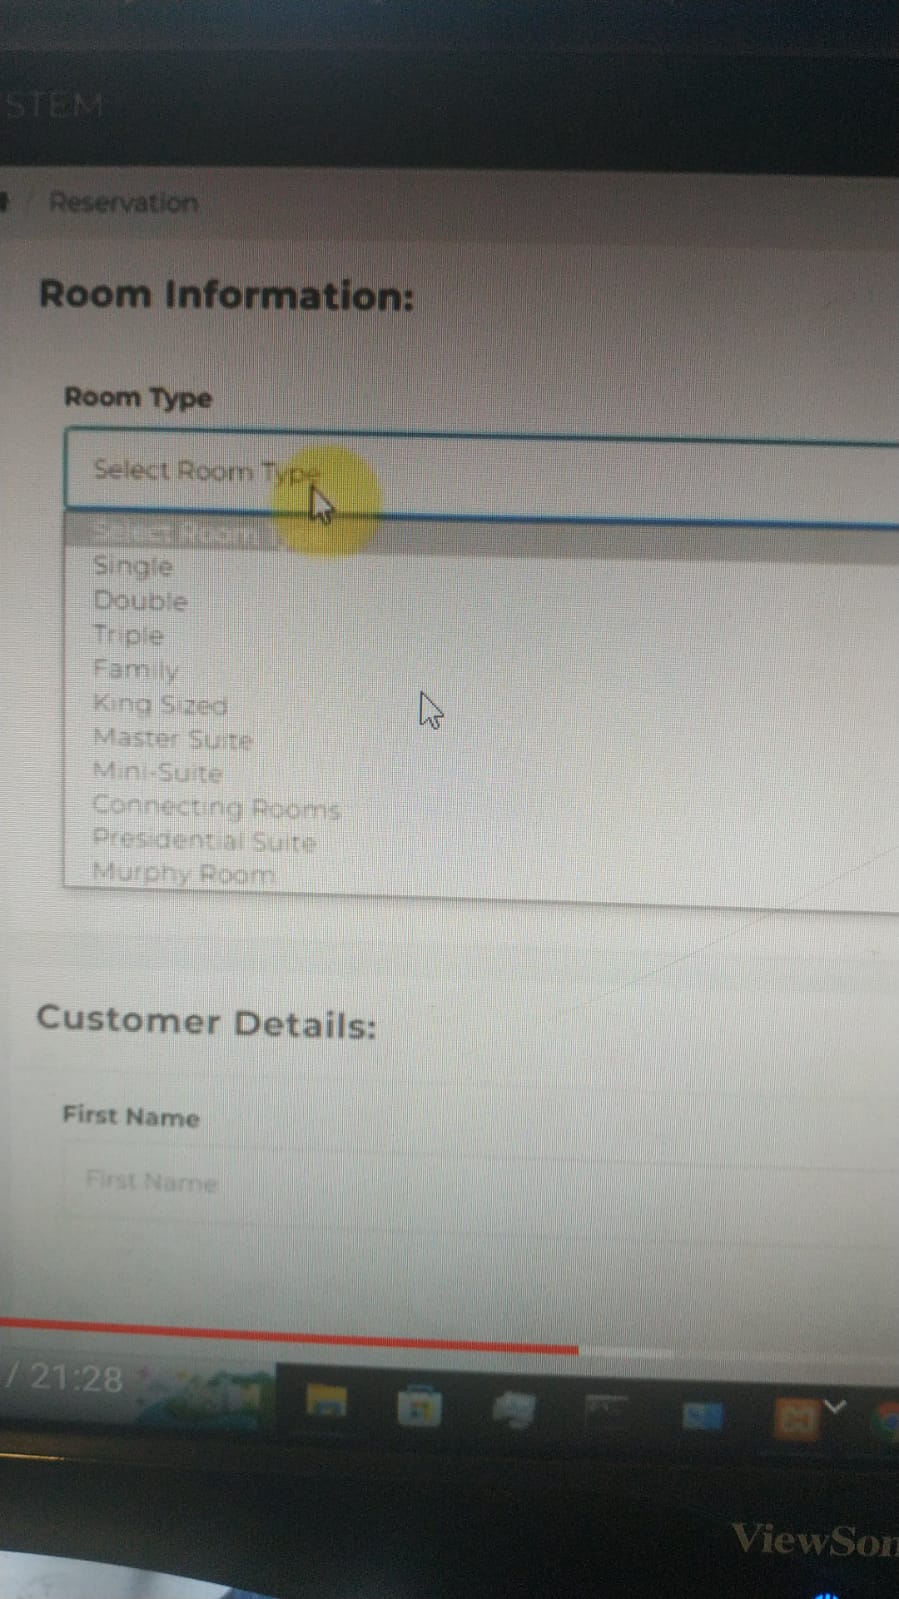 STEM
/ Reservation
Room Information:
Room Type
Select Room Type
Select Room
Single
Double
Triple
Family
King Sized
Master Suite
Mini-Suite
Connecting Rooms
Presidential Suite
Murphy Room
Customer Details:
First Name
First Name
/ 21:28
ViewSon